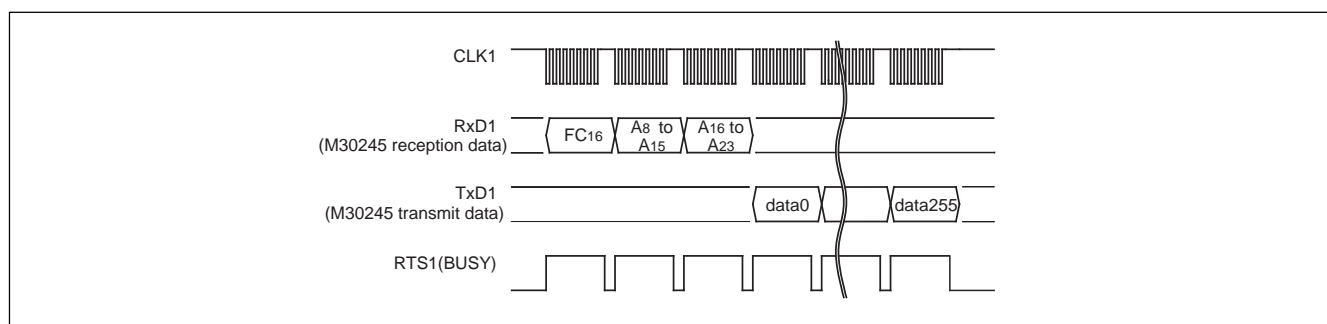 CLK1
RxD1
(M30245 reception data)
FC16
A8 to
A15
A16 to
A23
TxD1
(M30245 transmit data)
data0
data255
RTS1(BUSY)